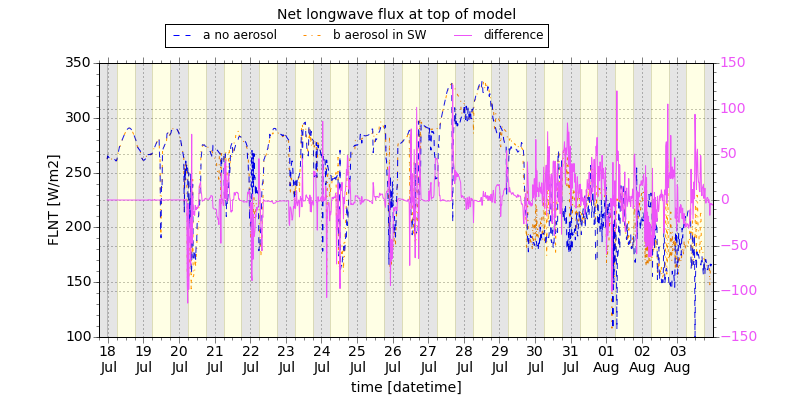 Net longwave flux at top of model
a no aerosol b aerosol in SW difference
350 300 250 200 150 100
FLNT [W/m2]
150 100 50 0 −50 −100 −150
18 19 20 21 22 23 24 25 26 27 28 29 30 31 01 02 03
Jul Jul Jul Jul Jul Jul Jul Jul Jul Jul Jul Jul Jul Jul Aug Aug Aug
time [datetime]